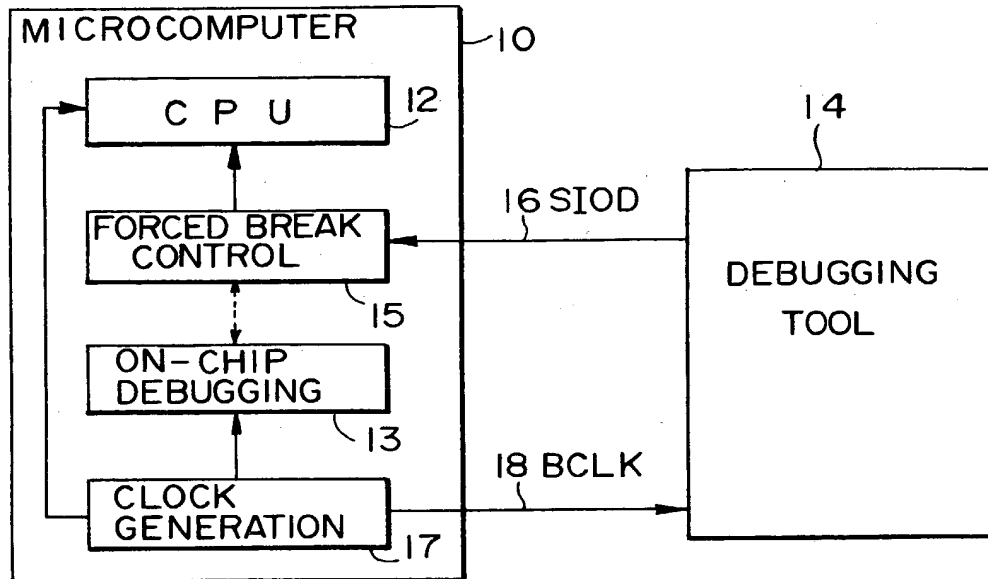 MICROCOMPUTER
10
CPU
12
14
16 SIOD
FORCED BREAK
CONTROL
15
DEBUGGING
TOOL
ON-CHIP
DEBUGGING
13
18 BCLK
CLOCK
GENERATION
17